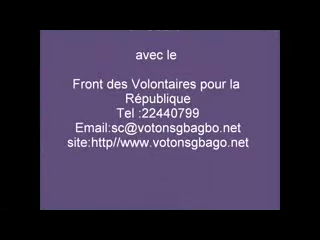 avec le
Front des Volontaires pour la
République
Tel :22440799
Email:sc@votonsgbagbo.net
site:http//www.votonsgbago.net